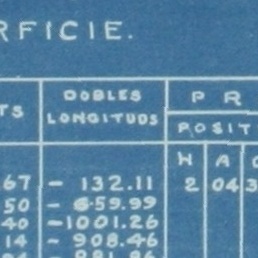 RFICIE.
TS DOBLES LONGITUDS P R
POSIT
H A C
67 - 132.11 2 04 3
50 - 659.99
40 -1001.26
14 - 908.46